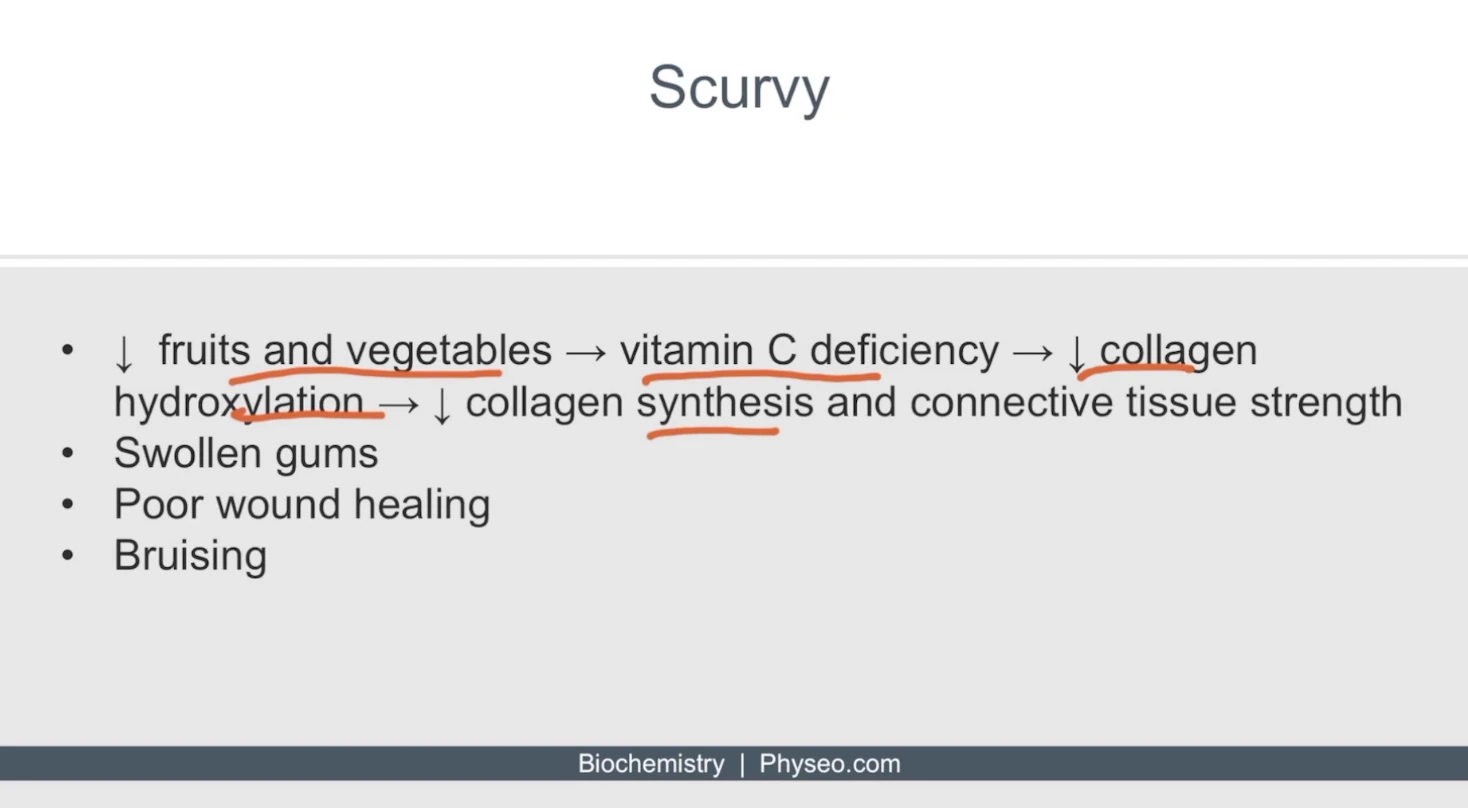 Scurvy
• ↓ fruits and vegetables → vitamin C deficiency → ↓ collagen
hydroxylation → ↓ collagen synthesis and connective tissue strength
• Swollen gums
• Poor wound healing
• Bruising
Biochemistry | Physeo.com